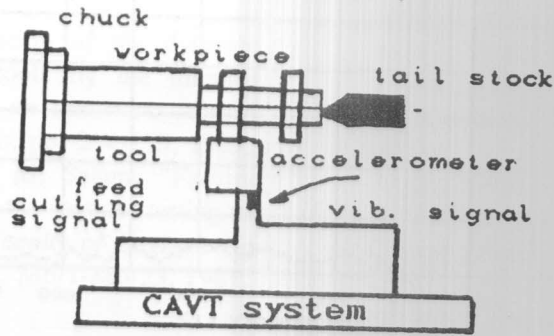 chuck
workpiece
tail stock
tool
accelerometer
feed
cutting
signal
vib. signal
CAVT system